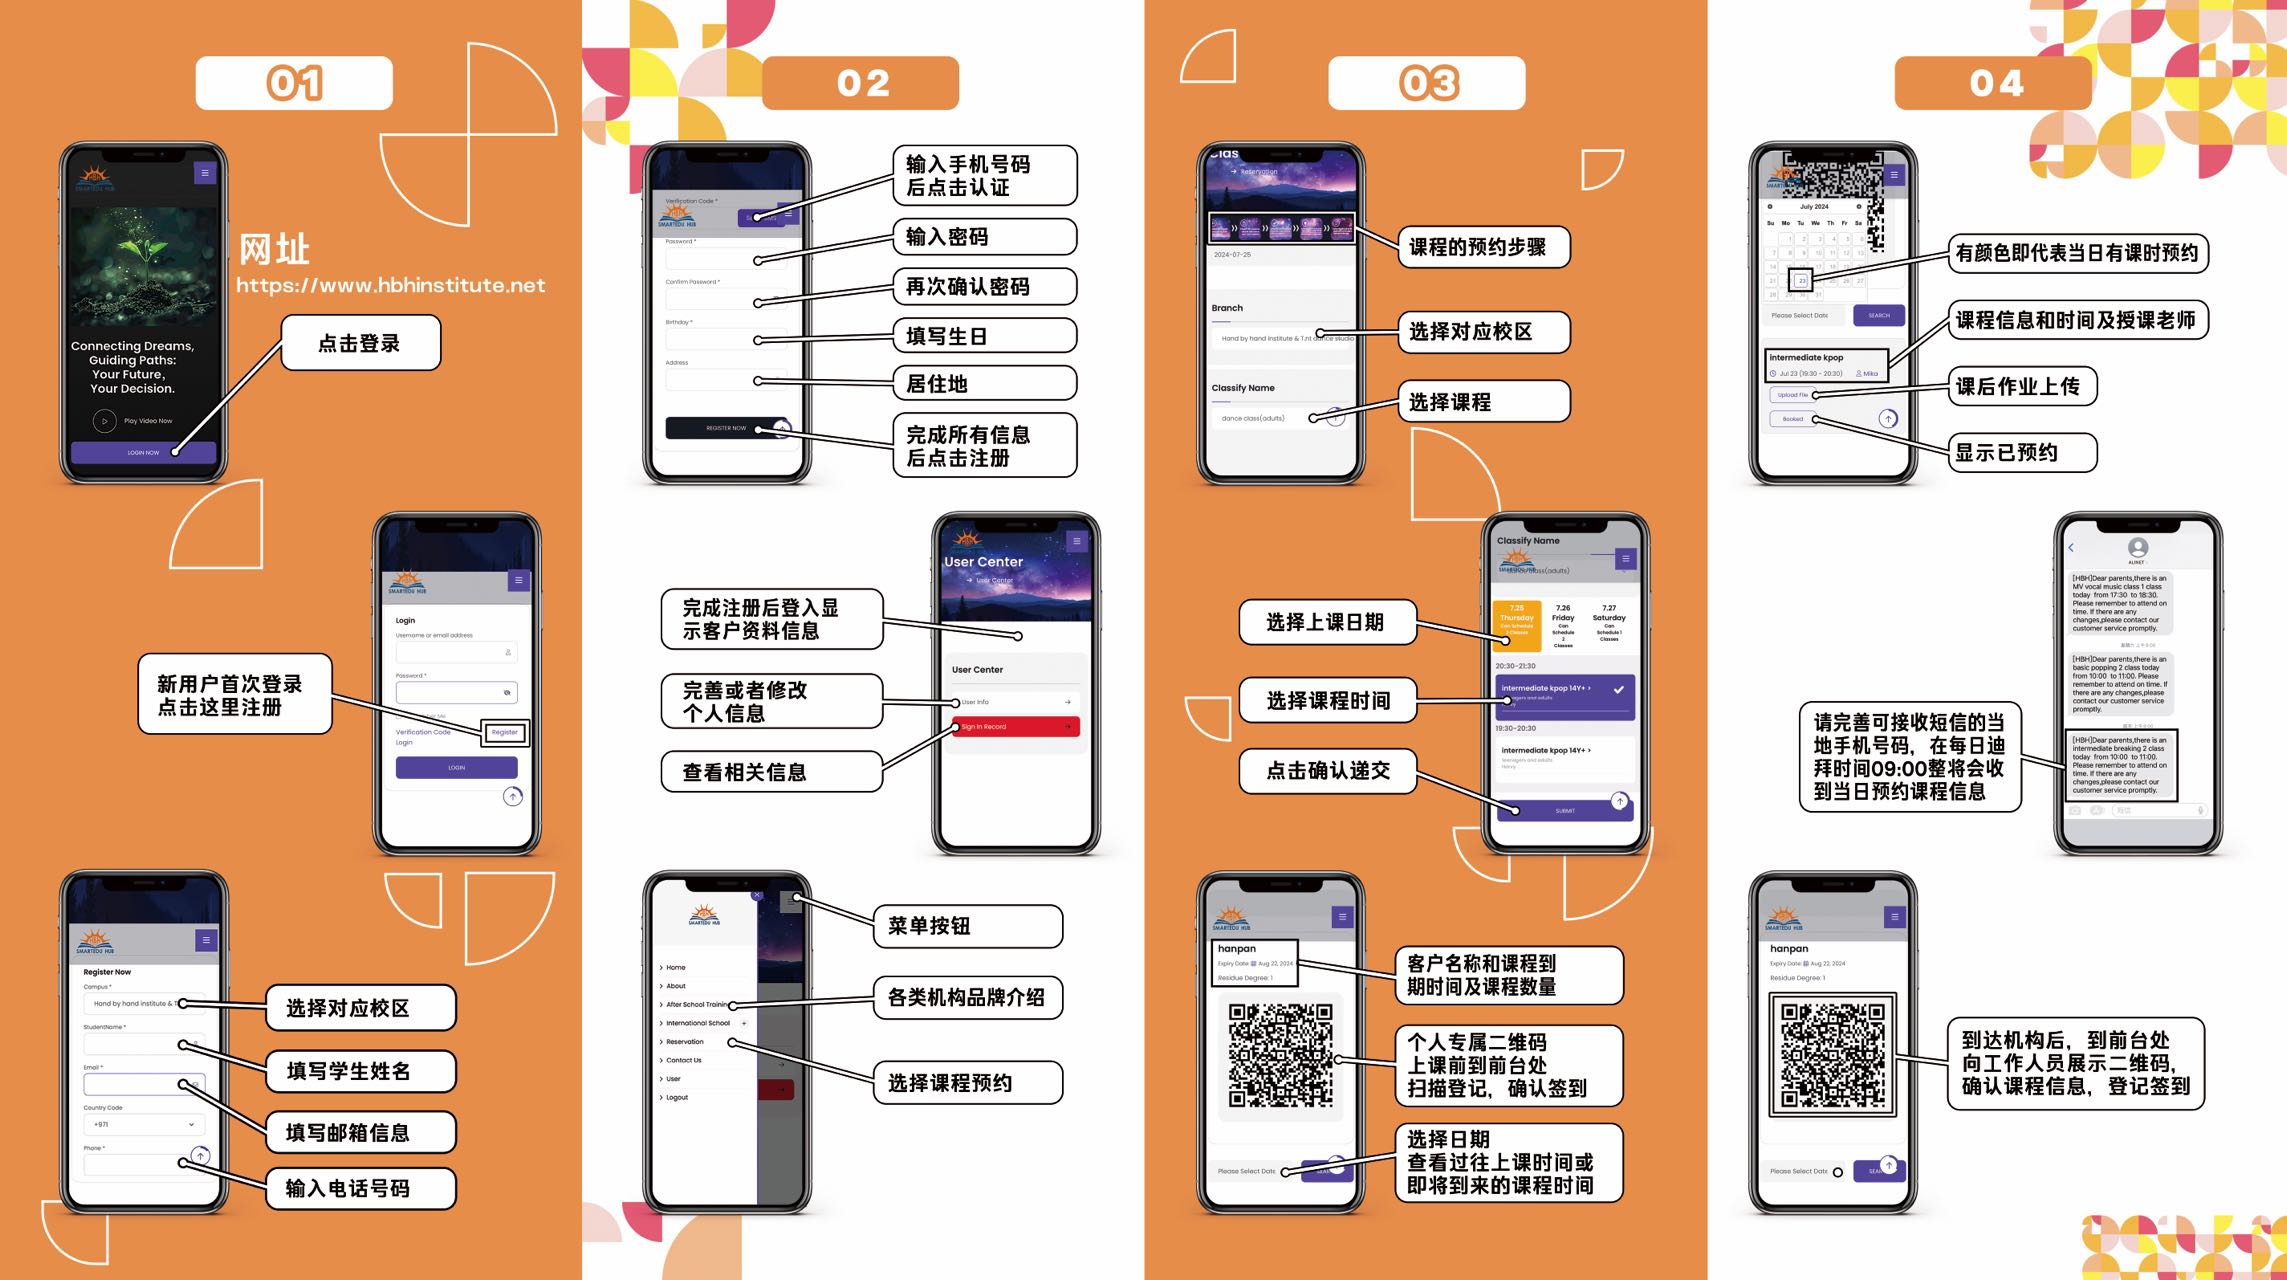 01
SMARTEDU HUB
网址
https://www.hbhinstitute.net
Connecting Dreams,
Guiding Paths:
Your Future,
Your Decision.
Play Video Now
LOGIN NOW
点击登录
SMARTEDU HUB
Login
Username or email address
Password *
Verification Code
Login
Register
LOGIN
新用户首次登录
点击这里注册
SMARTEDU HUB
Register Now
Campus *
Hand by hand institute & T
StudentName *
Email *
Country Code
+971
Phone *
选择对应校区
填写学生姓名
填写邮箱信息
输入电话号码
02
Verification Code *
SMARTEDU HUB
Password *
Confirm Password *
Birthday *
Address
REGISTER NOW
输入手机号码
后点击认证
输入密码
再次确认密码
填写生日
居住地
完成所有信息
后点击注册
User Center
→ User Center
User Center
User Info
Sign In Record
完成注册后登入显
示客户资料信息
完善或者修改
个人信息
查看相关信息
SMARTEDU HUB
Home
About
After School Training
International School
Reservation
Contact Us
User
Logout
菜单按钮
各类机构品牌介绍
选择课程预约
03
→ Reservation
2024-07-25
Branch
Hand by hand institute & T.nt dance studio
Classify Name
dance class(adults)
课程的预约步骤
选择对应校区
选择课程
Classify Name
7.25
Thursday
Can Schedule
2 Classes
7.26
Friday
Can
Schedule
2
Classes
7.27
Saturday
Can
Schedule 1
Classes
20:30-21:30
intermediate kpop 14Y+ >
19:30-20:30
intermediate kpop 14Y+ >
teenagers and adults
Henry
SUBMIT
选择上课日期
选择课程时间
点击确认递交
SMARTEDU HUB
hanpan
Expiry Date: Aug 22, 2024
Residue Degree: 1
Please Select Date
客户名称和课程到
期时间及课程数量
个人专属二维码
上课前到前台处
扫描登记，确认签到
选择日期
查看过往上课时间或
即将到来的课程时间
04
July 2024
Su Mo Tu We Th Fr Sa
1 2 3 4 5 6
23
Please Select Date
SEARCH
intermediate kpop
Jul 23 (19:30 - 20:30)
Mika
Upload File
Booked
有颜色即代表当日有课时预约
课程信息和时间及授课老师
课后作业上传
显示已预约
ALINET
[HBH]Dear parents,there is an
MV vocal music class 1 class
today from 17:30 to 18:30.
Please remember to attend on
time. If there are any
changes,please contact our
customer service promptly.
[HBH]Dear parents,there is an
basic popping 2 class today
from 10:00 to 11:00. Please
remember to attend on time. If
there are any changes,please
contact our customer service
promptly.
[HBH]Dear parents,there is an
intermediate breaking 2 class
today from 10:00 to 11:00.
Please remember to attend on
time. If there are any
changes,please contact our
customer service promptly.
短信
请完善可接收短信的当
地手机号码，在每日迪
拜时间09:00整将会收
到当日预约课程信息
SMARTEDU HUB
hanpan
Expiry Date: Aug 22, 2024
Residue Degree: 1
Please Select Date
到达机构后，到前台处
向工作人员展示二维码，
确认课程信息，登记签到